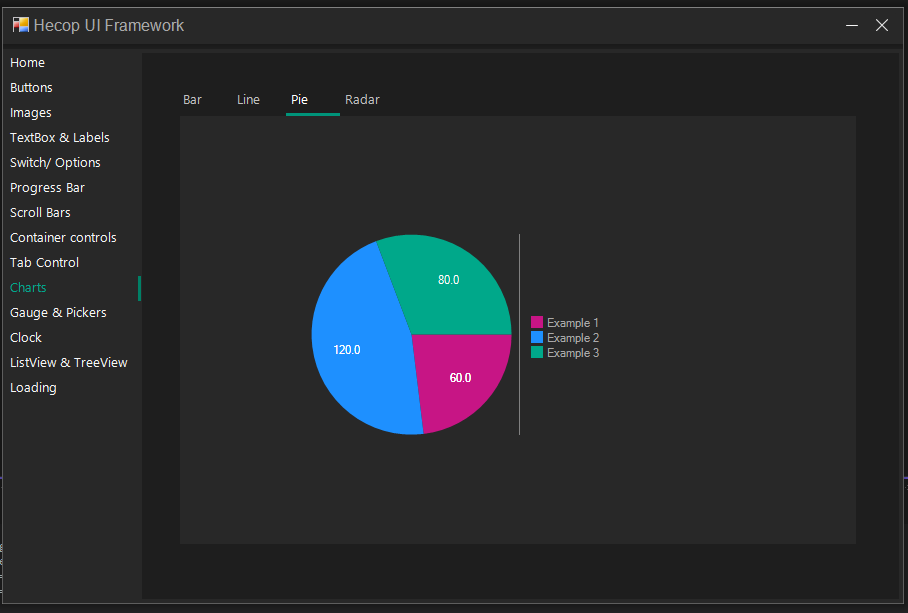 Hecop UI Framework
Home
Buttons
Images
TextBox & Labels
Switch/ Options
Progress Bar
Scroll Bars
Container controls
Tab Control
Charts
Gauge & Pickers
Clock
ListView & TreeView
Loading
Bar Line Pie Radar
80.0
120.0
60.0
Example 1
Example 2
Example 3